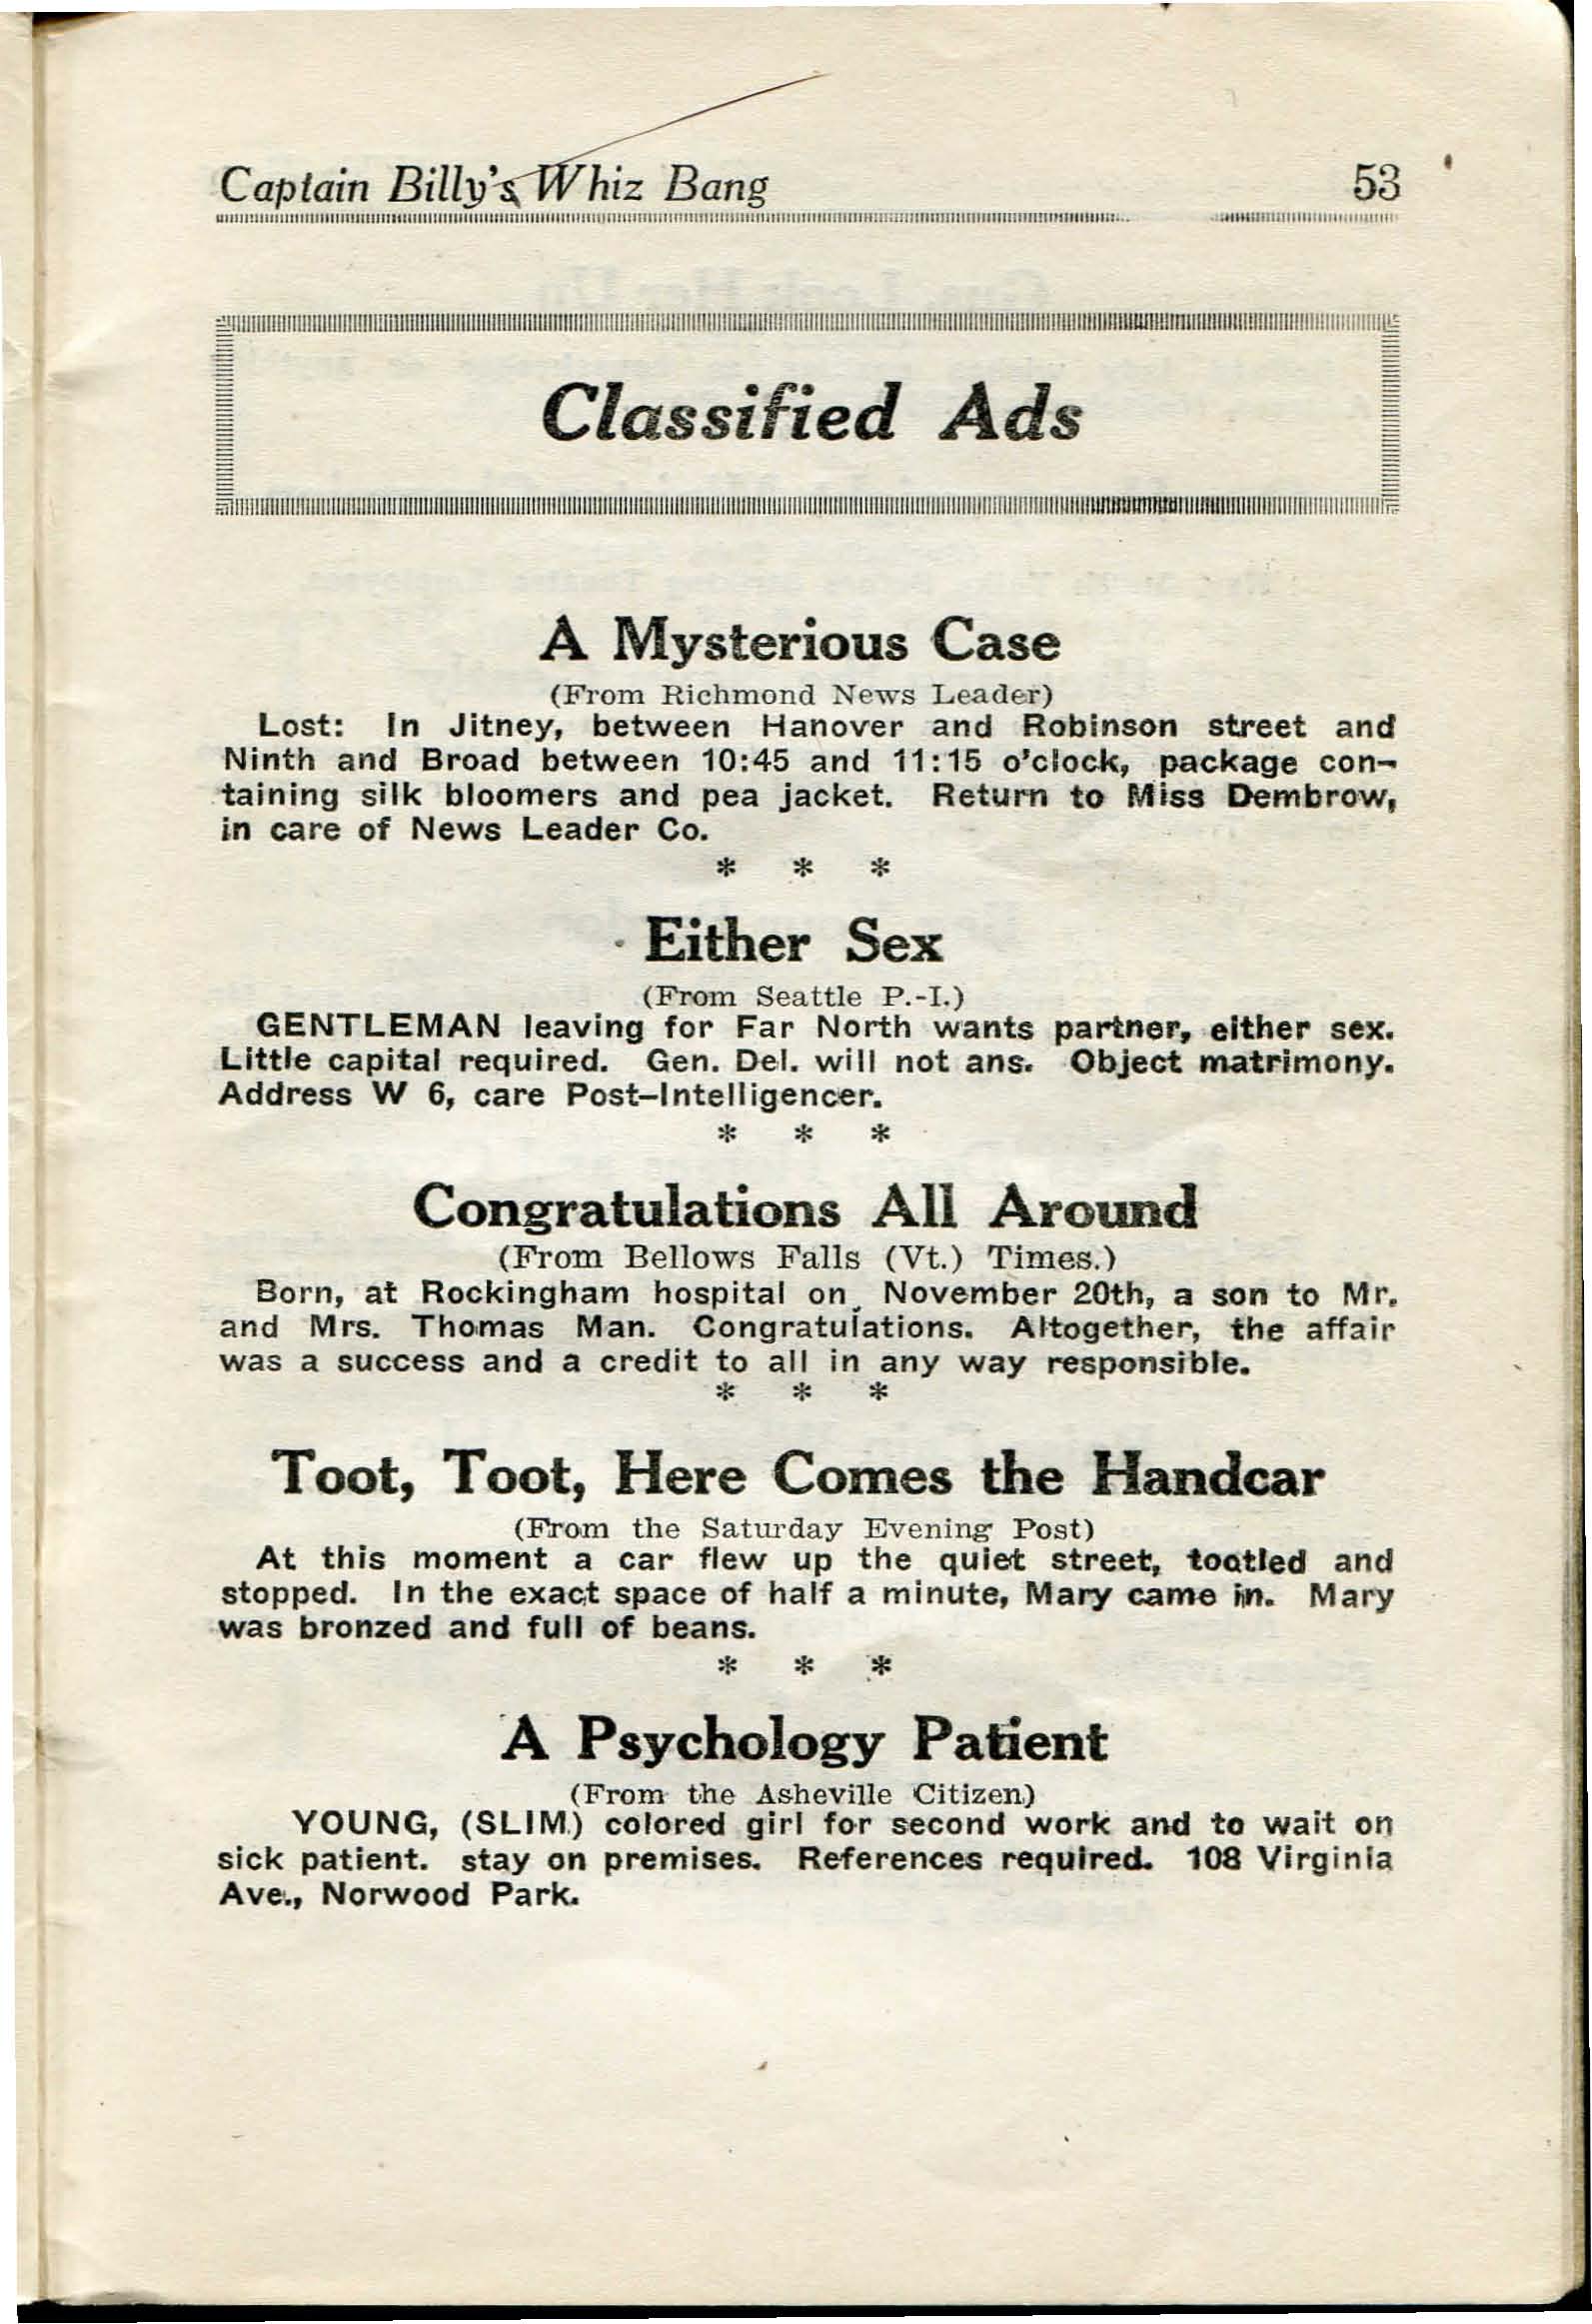 Captain Billy's Whiz Bang 53
Classified Ads
A Mysterious Case
(From Richmond News Leader)
Lost: In Jitney, between Hanover and Robinson street and
Ninth and Broad between 10:45 and 11:15 o'clock, package con-
taining silk bloomers and pea jacket. Return to Miss Dembrow,
in care of News Leader Co.
* * *
Either Sex
(From Seattle P.-I.)
GENTLEMAN leaving for Far North wants partner, either sex.
Little capital required. Gen. Del. will not ans. Object matrimony.
Address W 6, care Post-Intelligencer.
* * *
Congratulations All Around
(From Bellows Falls (Vt.) Times.)
Born, at Rockingham hospital on, November 20th, a son to Mr.
and Mrs. Thomas Man. Congratulations. Altogether, the affair
was a success and a credit to all in any way responsible.
* * *
Toot, Toot, Here Comes the Handcar
(From the Saturday Evening Post)
At this moment a car flew up the quiet street, tootled and
stopped. In the exact space of half a minute, Mary came in. Mary
was bronzed and full of beans.
* * *
A Psychology Patient
(From the Asheville Citizen)
YOUNG, (SLIM) colored girl for second work and to wait on
sick patient. stay on premises. References required. 108 Virginia
Ave., Norwood Park.